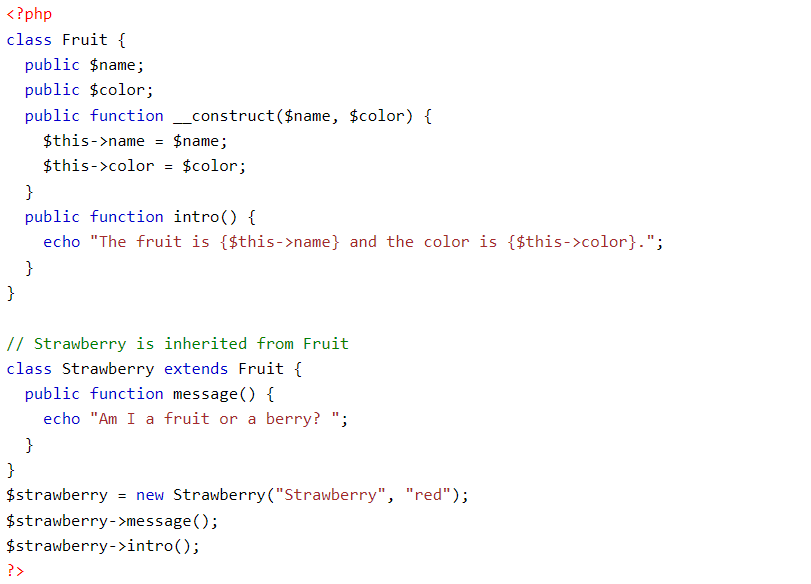 <?php
class Fruit {
  public $name;
  public $color;
  public function __construct($name, $color) {
    $this->name = $name;
    $this->color = $color;
  }
  public function intro() {
    echo "The fruit is {$this->name} and the color is {$this->color}.";
  }
}

// Strawberry is inherited from Fruit
class Strawberry extends Fruit {
  public function message() {
    echo "Am I a fruit or a berry? ";
  }
}
$strawberry = new Strawberry("Strawberry", "red");
$strawberry->message();
$strawberry->intro();
?>